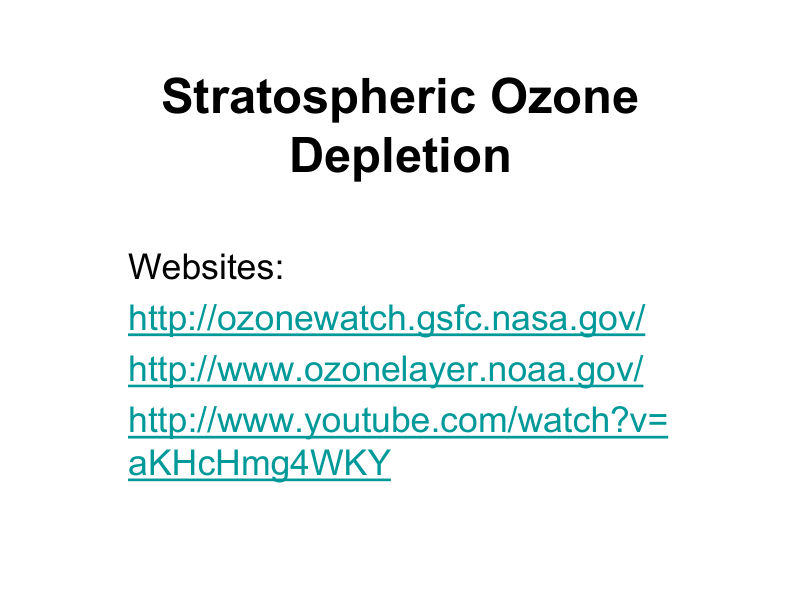 Stratospheric Ozone
Depletion
Websites:
http://ozonewatch.gsfc.nasa.gov/
http://www.ozonelayer.noaa.gov/
http://www.youtube.com/watch?v=
aKHcHmg4WKY